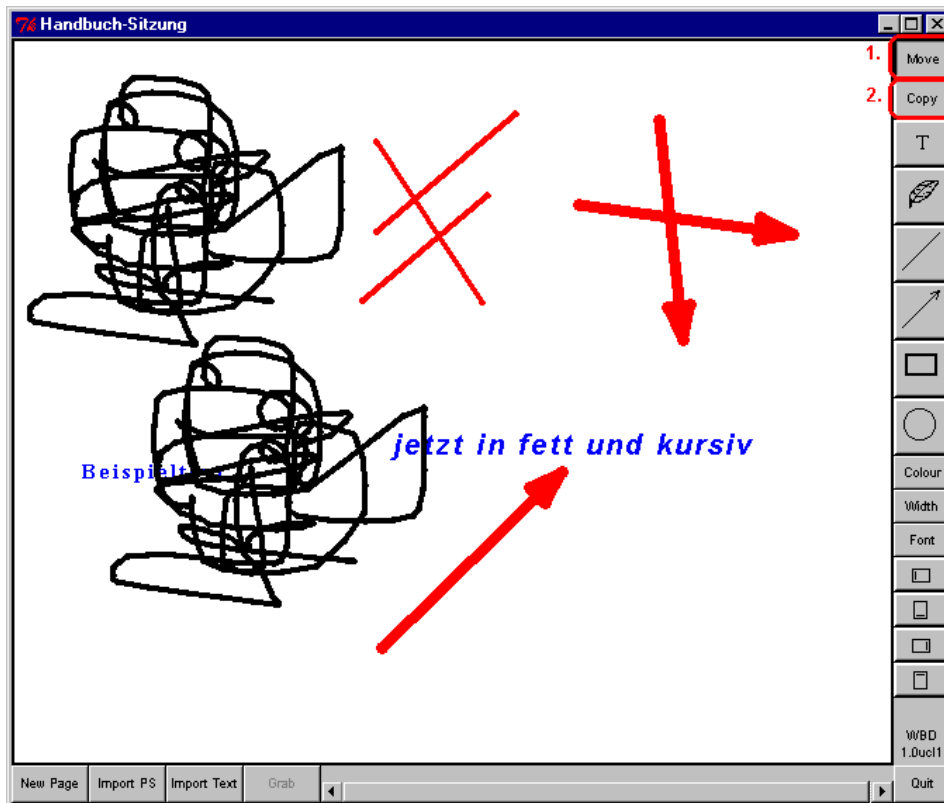 Handbuch-Sitzung
1. Move
2. Copy
T
jetzt in fett und kursiv
Colour
Width
Font
WBD
1.0ucl1
New Page Import PS Import Text Grab Quit